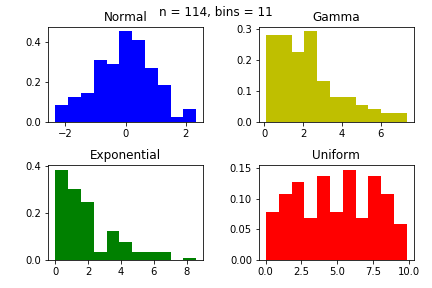 n = 114, bins = 11
Normal
0.4
0.2
0.0
−2 0 2
Gamma
0.3
0.2
0.1
0.0
0 2 4 6
Exponential
0.4
0.2
0.0
0 2 4 6 8
Uniform
0.15
0.10
0.05
0.00
0.0 2.5 5.0 7.5 10.0